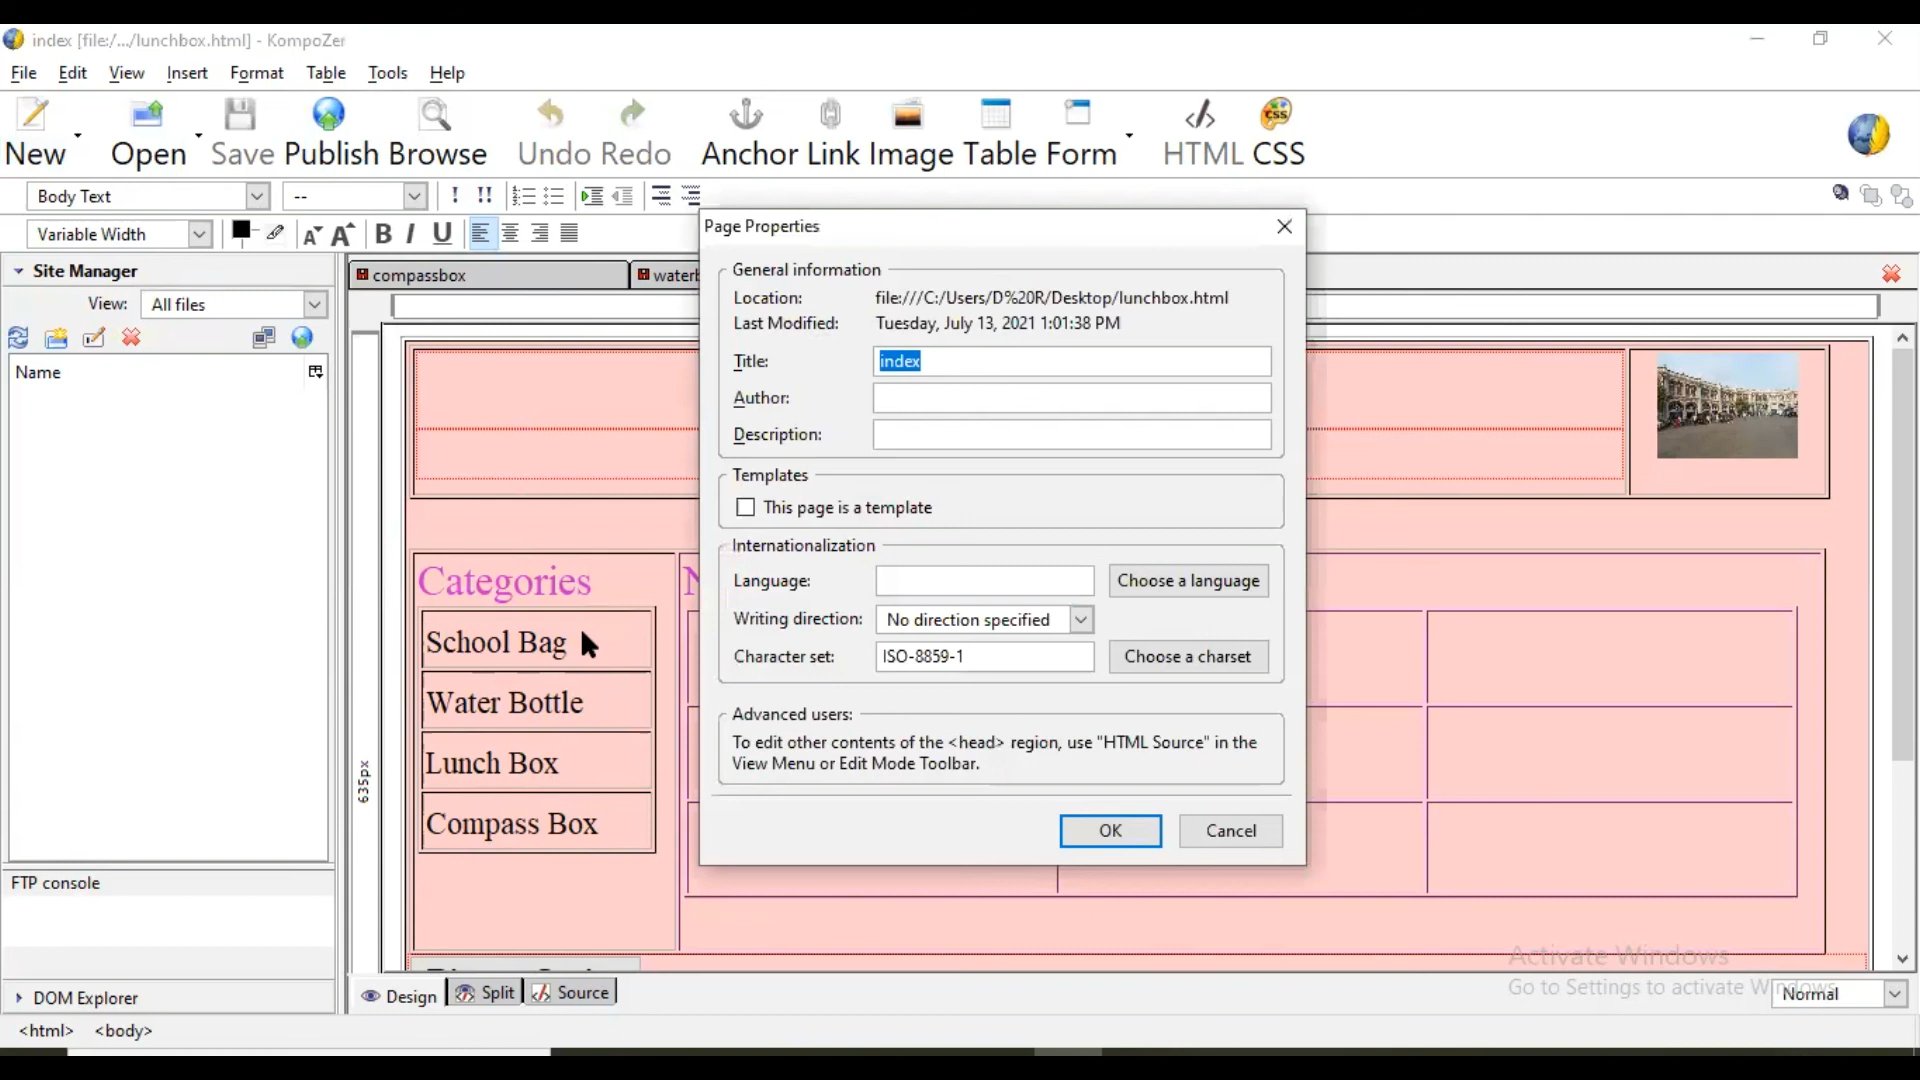 index [file:/.../lunchbox.html] - KompoZer
File Edit View Insert Format Table Tools Help
New Open Save Publish Browse Undo Redo Anchor Link Image Table Form HTML CSS
Body Text --
Variable Width
Site Manager
View: All files
Name
FTP console
DOM Explorer
<html> <body>
compassbox
waterb
635px
Categories
School Bag
Water Bottle
Lunch Box
Compass Box
Page Properties
General information
Location: file:///C:/Users/D%20R/Desktop/lunchbox.html
Last Modified: Tuesday, July 13, 2021 1:01:38 PM
Title: index
Author:
Description:
Templates
This page is a template
Internationalization
Language: Choose a language
Writing direction: No direction specified
Character set: ISO-8859-1 Choose a charset
Advanced users:
To edit other contents of the <head> region, use "HTML Source" in the
View Menu or Edit Mode Toolbar.
OK Cancel
Activate Windows
Go to Settings to activate Windows.
Design Split Source Normal